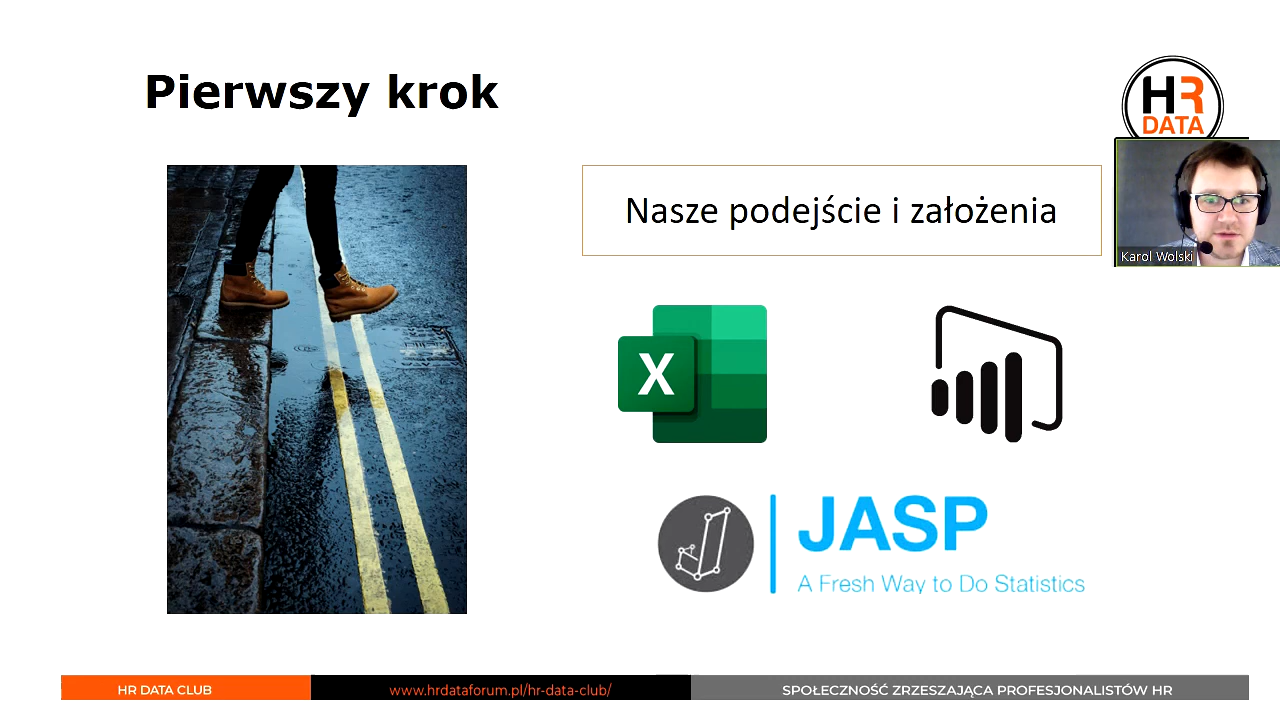 Pierwszy krok
HR
DATA
Nasze podejście i założenia
Karol Wolski
X
JASP
A Fresh Way to Do Statistics
HR DATA CLUB
www.hrdataforum.pl/hr-data-club/
SPOŁECZNOŚĆ ZRZESZAJĄCA PROFESJONALISTÓW HR